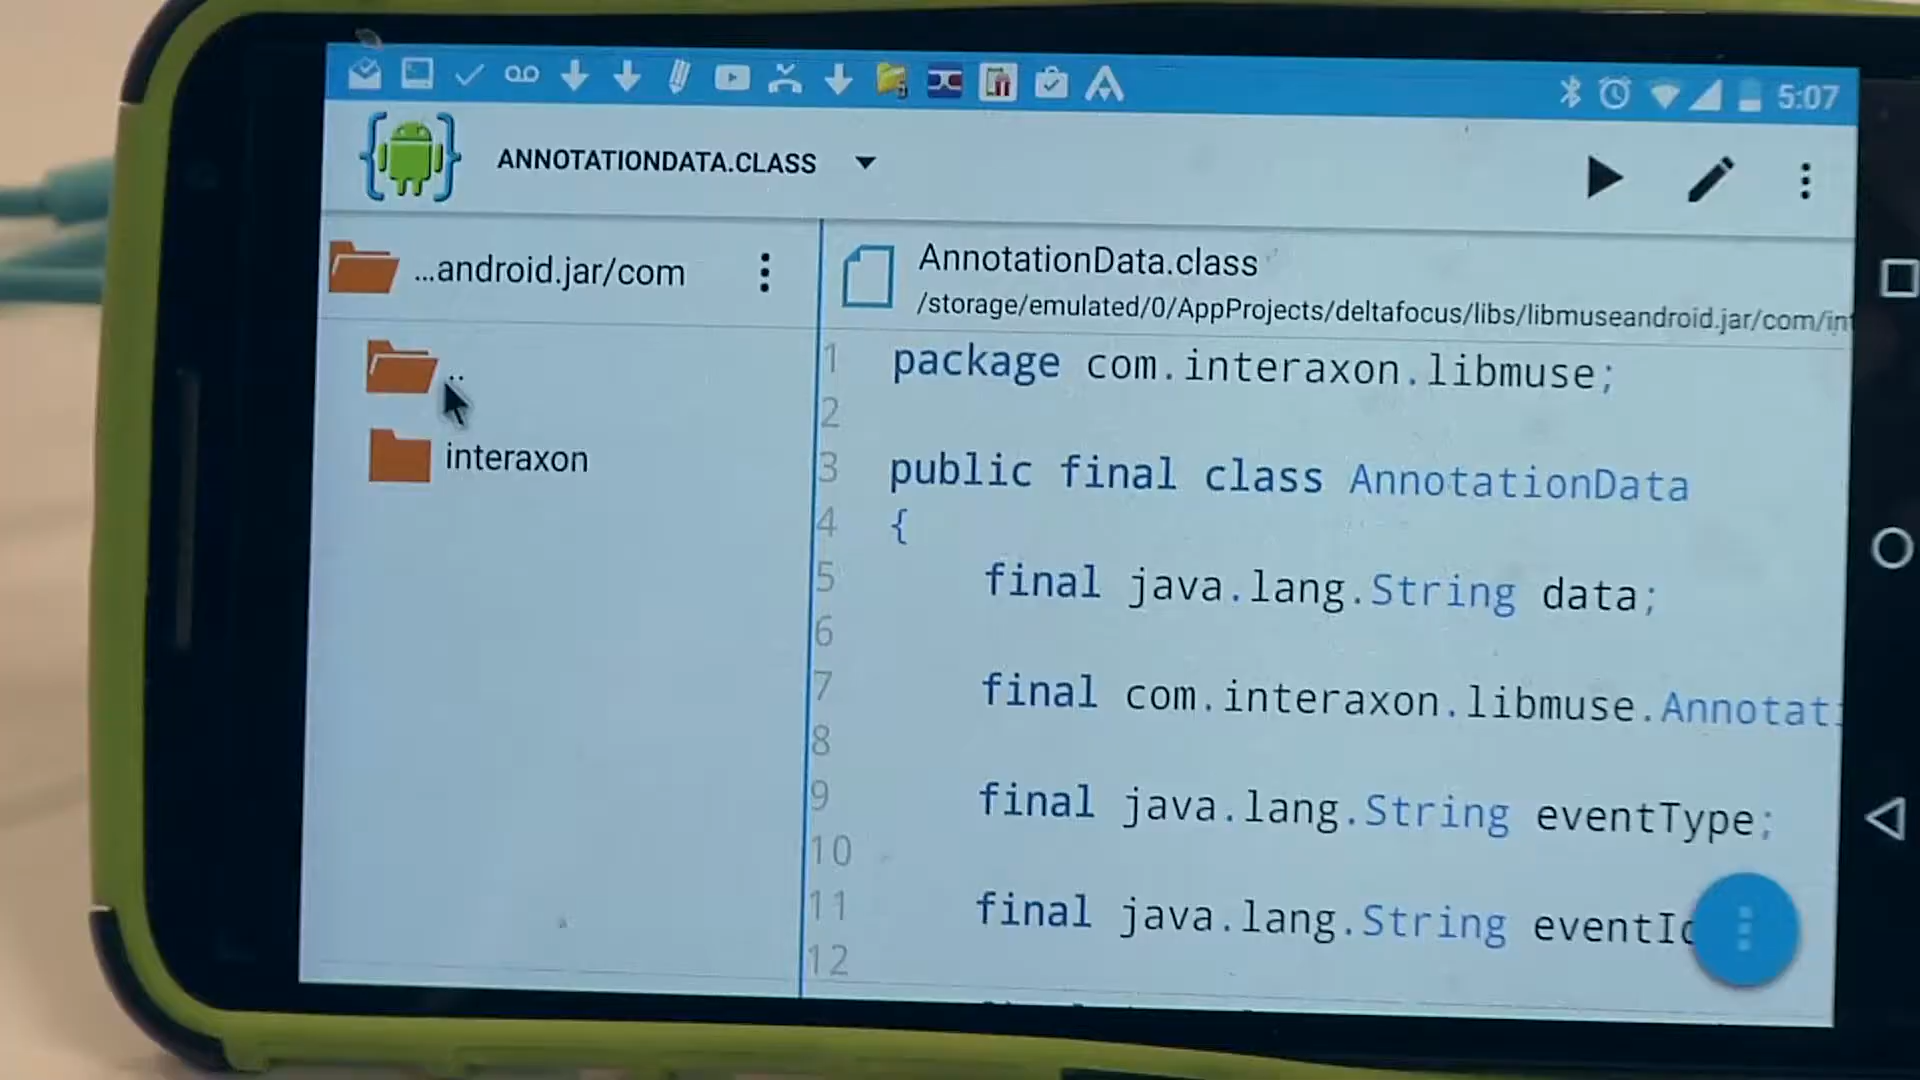 5:07
ANNOTATIONDATA.CLASS
...android.jar/com
..
interaxon
AnnotationData.class
/storage/emulated/0/AppProjects/deltafocus/libs/libmuseandroid.jar/com/int
1 package com.interaxon.libmuse;
2
3 public final class AnnotationData
4 {
5 final java.lang.String data;
6
7 final com.interaxon.libmuse.Annotati
8
9 final java.lang.String eventType;
10
11 final java.lang.String eventId
12